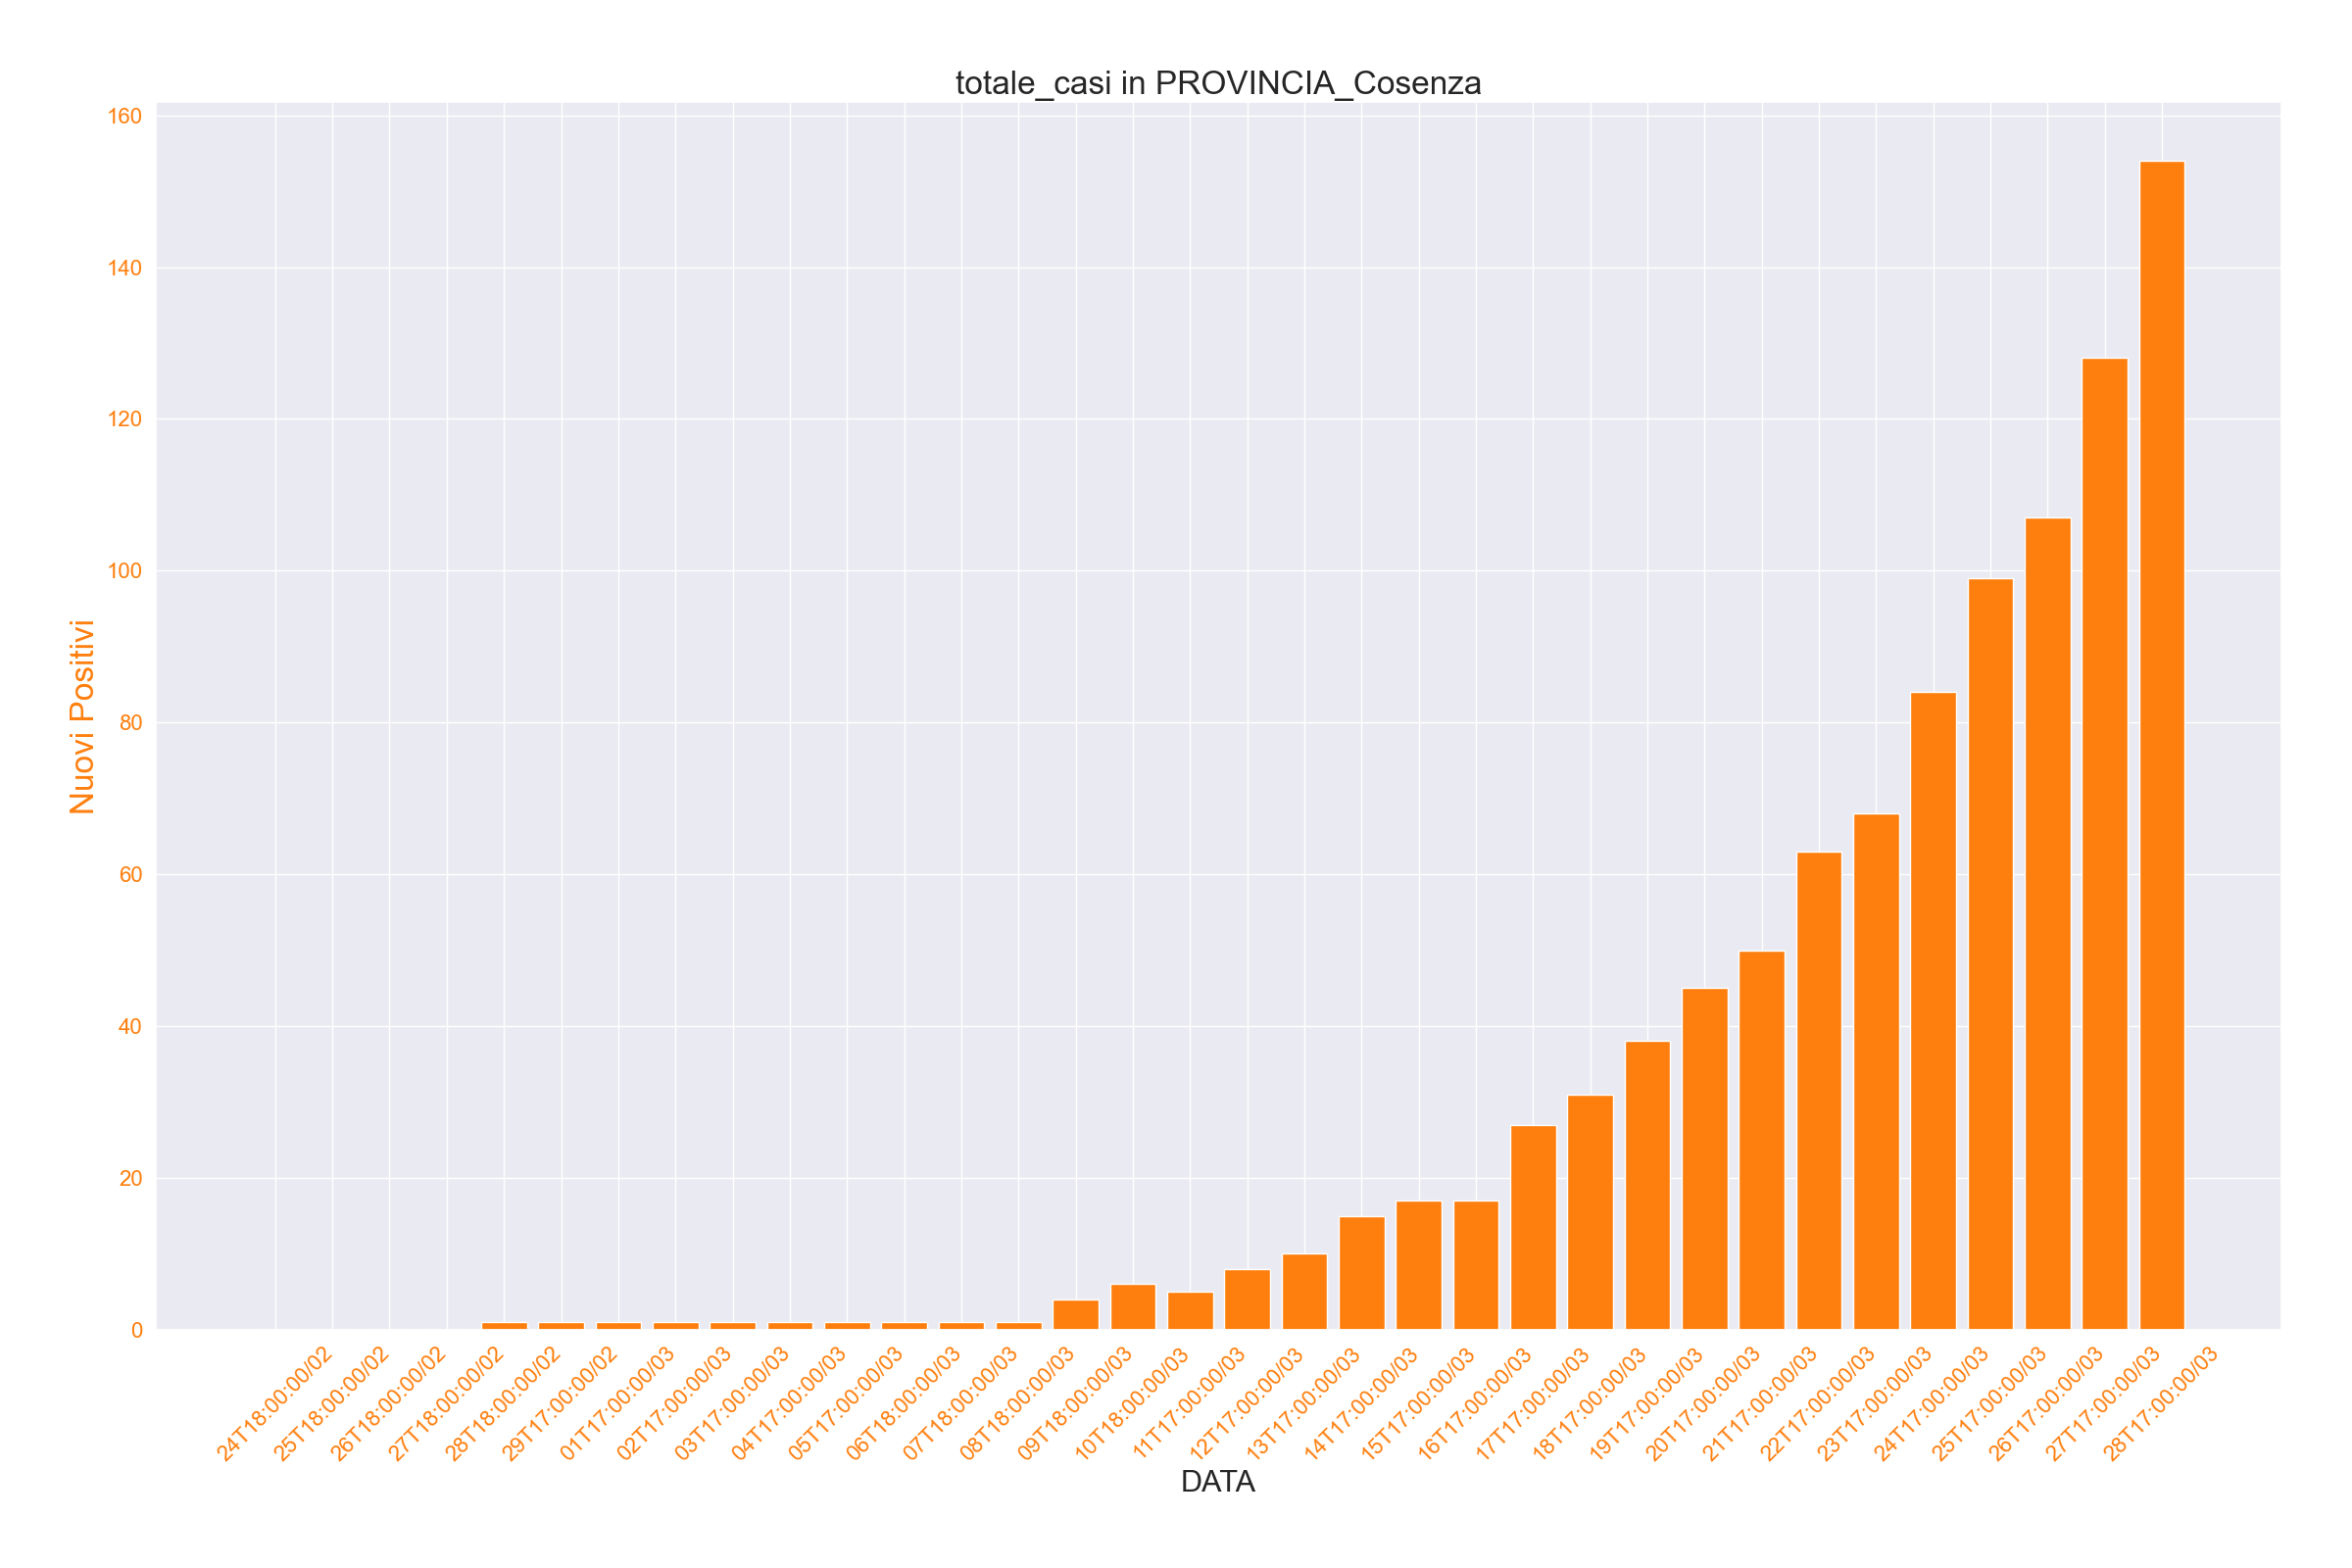 totale_casi in PROVINCIA_Cosenza
160
140
120
100
80
60
40
20
0
Nuovi Positivi
24T18:00:00/02
25T18:00:00/02
26T18:00:00/02
27T18:00:00/02
28T18:00:00/02
29T17:00:00/02
01T17:00:00/03
02T17:00:00/03
03T17:00:00/03
04T17:00:00/03
05T17:00:00/03
06T18:00:00/03
07T18:00:00/03
08T18:00:00/03
09T18:00:00/03
10T18:00:00/03
11T17:00:00/03
12T17:00:00/03
13T17:00:00/03
14T17:00:00/03
15T17:00:00/03
16T17:00:00/03
17T17:00:00/03
18T17:00:00/03
19T17:00:00/03
20T17:00:00/03
21T17:00:00/03
22T17:00:00/03
23T17:00:00/03
24T17:00:00/03
25T17:00:00/03
26T17:00:00/03
27T17:00:00/03
28T17:00:00/03
DATA